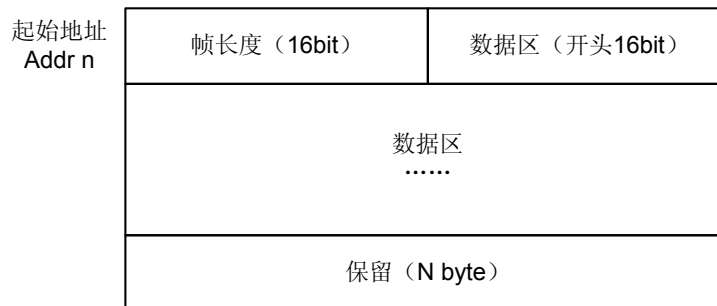 起始地址
Addr n
帧长度（16bit）
数据区（开头16bit）
数据区
……
保留（N byte）